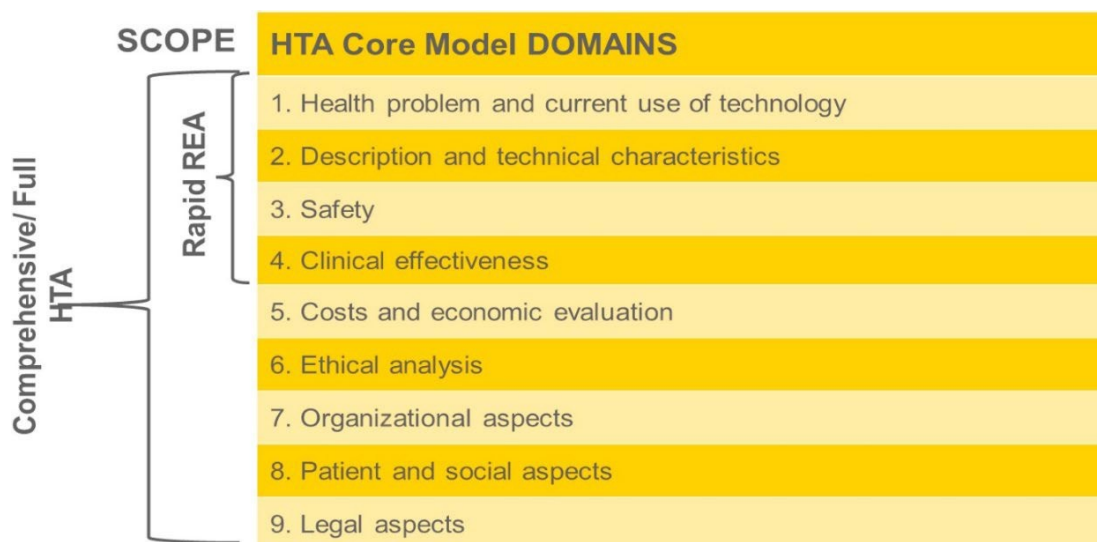 SCOPE
HTA Core Model DOMAINS
Comprehensive/ Full
HTA
Rapid REA
1. Health problem and current use of technology
2. Description and technical characteristics
3. Safety
4. Clinical effectiveness
5. Costs and economic evaluation
6. Ethical analysis
7. Organizational aspects
8. Patient and social aspects
9. Legal aspects